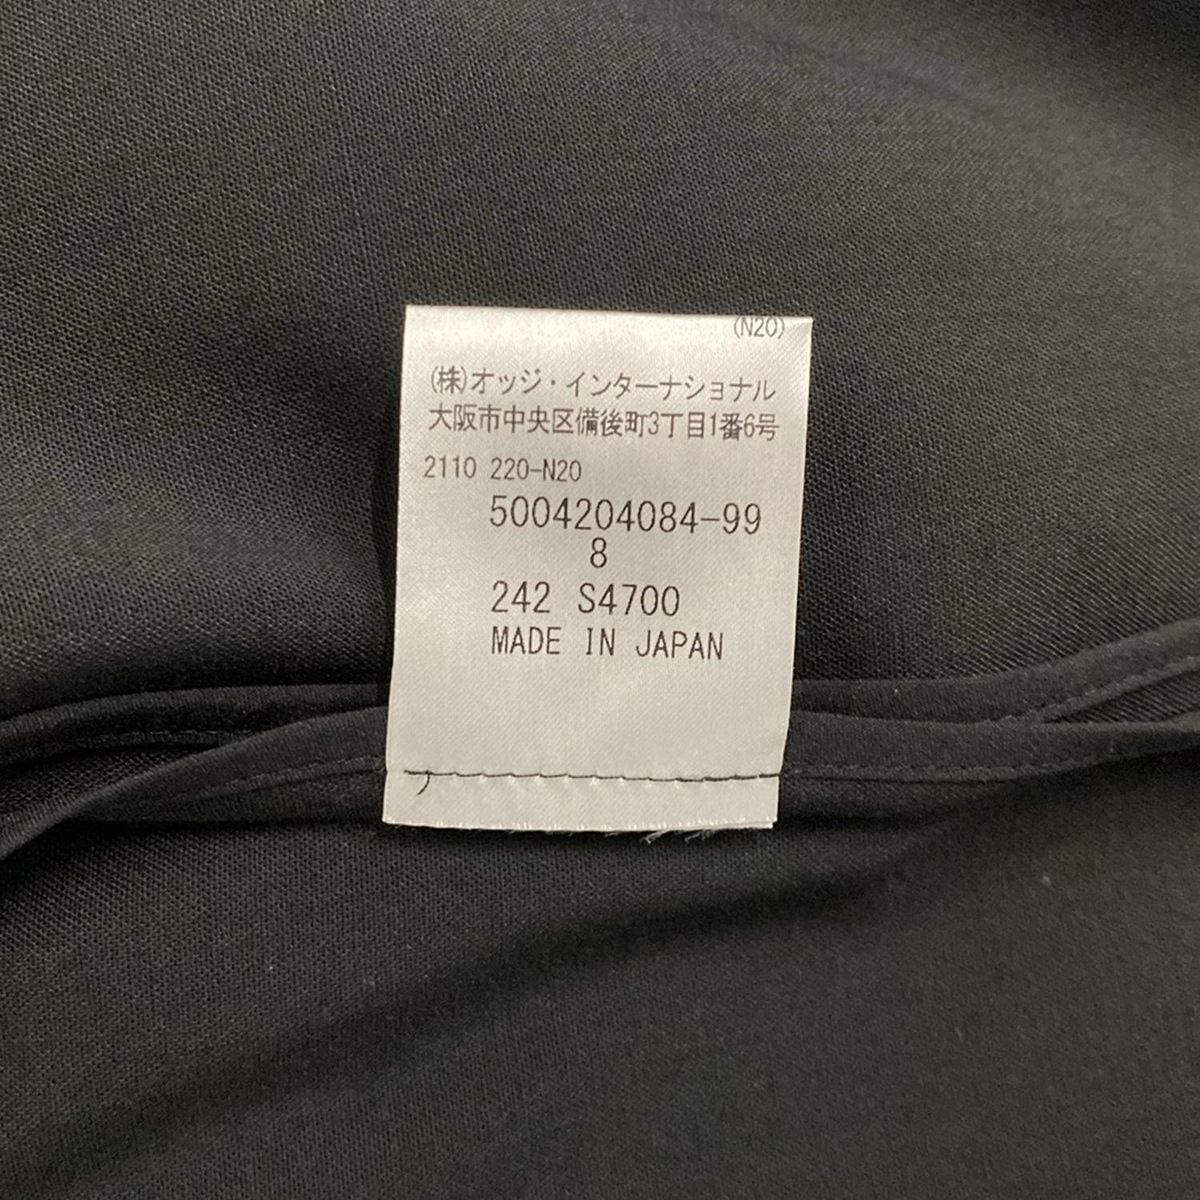 (N20)
(株)オッジ・インターナショナル
大阪市中央区備後町3丁目1番6号
2110 220-N20
5004204084-99
8
242 S4700
MADE IN JAPAN